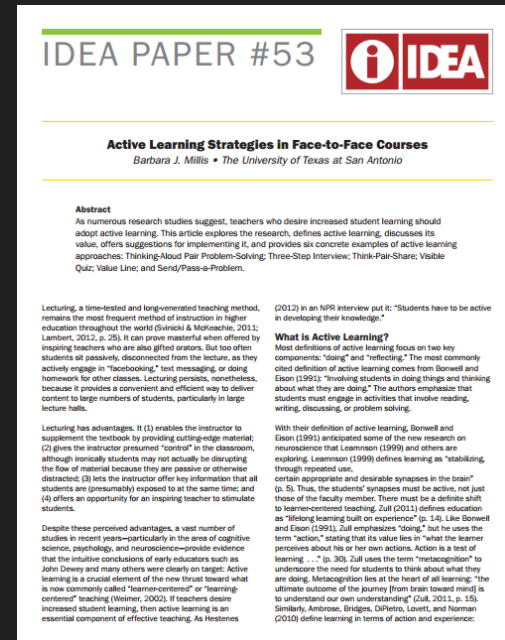 IDEA PAPER #53
i IDEA
Active Learning Strategies in Face-to-Face Courses
Barbara J. Millis • The University of Texas at San Antonio
Abstract
As numerous research studies suggest, teachers who desire increased student learning should
adopt active learning. This article explores the research, defines active learning, discusses its
value, offers suggestions for implementing it, and provides six concrete examples of active learning
approaches: Thinking-Aloud Pair Problem-Solving; Three-Step Interview; Think-Pair-Share; Visible
Quiz; Value Line; and Send/Pass-a-Problem.
Lecturing, a time-tested and long-venerated teaching method,
remains the most frequent method of instruction in higher
education throughout the world (Svinicki & McKeachie, 2011;
Lambert, 2012, p. 25). It can prove masterful when offered by
inspiring teachers who are also gifted orators. But too often
students sit passively, disconnected from the lecture, as they
actively engage in "facebooking," text messaging, or doing
homework for other classes. Lecturing persists, nonetheless,
because it provides a convenient and efficient way to deliver
content to large numbers of students, particularly in large
lecture halls.
Lecturing has advantages. It (1) enables the instructor to
supplement the textbook by providing cutting-edge material;
(2) gives the instructor presumed "control" in the classroom,
although ironically students may not actually be disrupting
the flow of material because they are passive or otherwise
distracted; (3) lets the instructor offer key information that all
students are (presumably) exposed to at the same time; and
(4) offers an opportunity for an inspiring teacher to stimulate
students.
Despite these perceived advantages, a vast number of
studies in recent years—particularly in the area of cognitive
science, psychology, and neuroscience—provide evidence
that the intuitive conclusions of early educators such as
John Dewey and many others were clearly on target: Active
learning is a crucial element of the new thrust toward what
is now commonly called "learner-centered" or "learning-
centered" teaching (Weimer, 2002). If teachers desire
increased student learning, then active learning is an
essential component of effective teaching. As Hestenes
(2012) in an NPR interview put it: "Students have to be active
in developing their knowledge."
What is Active Learning?
Most definitions of active learning focus on two key
components: "doing" and "reflecting." The most commonly
cited definition of active learning comes from Bonwell and
Eison (1991): "Involving students in doing things and thinking
about what they are doing." The authors emphasize that
students must engage in activities that involve reading,
writing, discussing, or problem solving.
With their definition of active learning, Bonwell and
Eison (1991) anticipated some of the new research on
neuroscience that Leamnson (1999) and others are
exploring. Leamnson (1999) defines learning as "stabilizing,
through repeated use,
certain appropriate and desirable synapses in the brain"
(p. 5). Thus, the students' synapses must be active, not just
those of the faculty member. There must be a definite shift
to learner-centered teaching. Zull (2011) defines education
as "lifelong learning built on experience" (p. 14). Like Bonwell
and Eison (1991), Zull emphasizes "doing," but he uses the
term "action," stating that its value lies in "what the learner
perceives about his or her own actions. Action is a test of
learning . . ." (p. 30). Zull uses the term "metacognition" to
underscore the need for students to think about what they
are doing. Metacognition lies at the heart of all learning: "the
ultimate outcome of the journey [from brain toward mind] is
to understand our own understanding" (Zull, 2011, p. 15).
Similarly, Ambrose, Bridges, DiPietro, Lovett, and Norman
(2010) define learning in terms of action and experience: